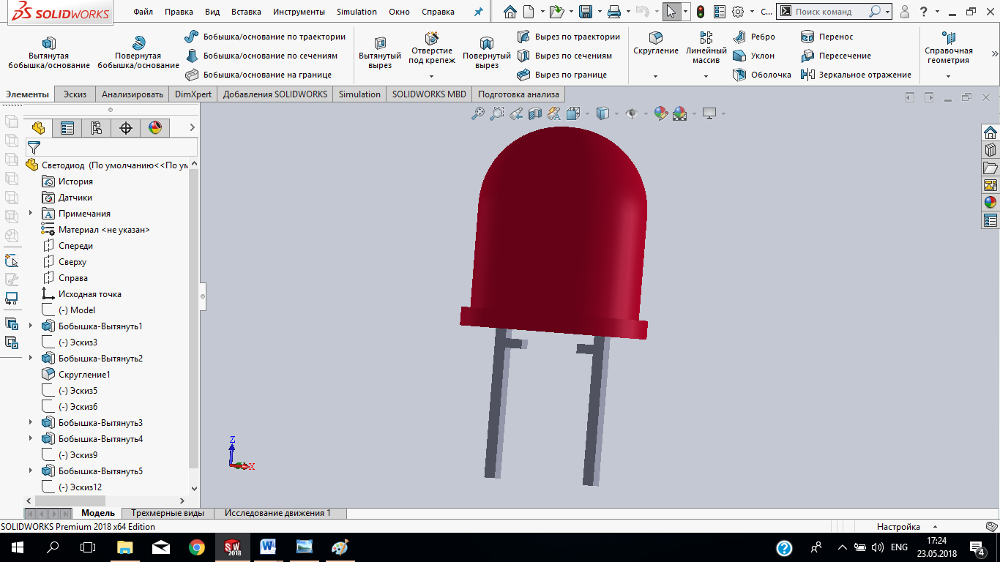 SOLIDWORKS
Файл Правка Вид Вставка Инструменты Simulation Окно Справка
С...
Поиск команд
Вытянутая бобышка/основание
Повернутая бобышка/основание
Бобышка/основание по траектории
Бобышка/основание по сечениям
Бобышка/основание на границе
Вытянутый вырез
Отверстие под крепеж
Повернутый вырез
Вырез по траектории
Вырез по сечениям
Вырез по границе
Скругление
Линейный массив
Ребро
Уклон
Оболочка
Перенос
Пересечение
Зеркальное отражение
Справочная геометрия
Элементы Эскиз Анализировать DimXpert Добавления SOLIDWORKS Simulation SOLIDWORKS MBD Подготовка анализа
Светодиод (По умолчанию<<По ум
История
Датчики
Примечания
Материал <не указан>
Спереди
Сверху
Справа
Исходная точка
(-) Model
Бобышка-Вытянуть1
(-) Эскиз3
Бобышка-Вытянуть2
Скругление1
(-) Эскиз5
(-) Эскиз6
Бобышка-Вытянуть3
Бобышка-Вытянуть4
(-) Эскиз9
Бобышка-Вытянуть5
(-) Эскиз12
Z
X
Модель Трехмерные виды Исследование движения 1
SOLIDWORKS Premium 2018 x64 Edition
Настройка
SW 2018
ENG
17:24
23.05.2018
4